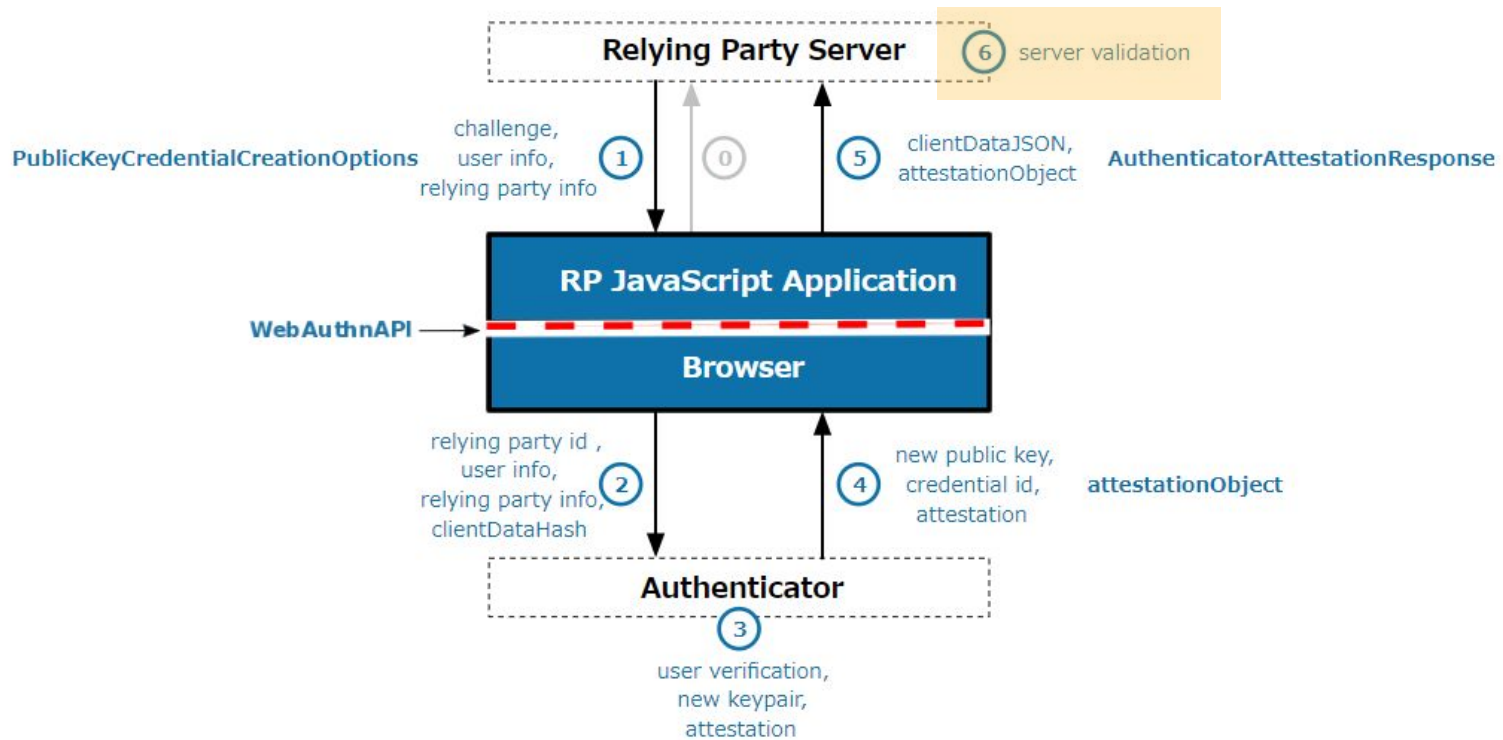 Relying Party Server
6 server validation
challenge,
user info,
relying party info
PublicKeyCredentialCreationOptions
1
0
5
clientDataJSON,
attestationObject
AuthenticatorAttestationResponse
RP JavaScript Application
WebAuthnAPI
Browser
relying party id ,
user info,
relying party info,
clientDataHash
2
4
new public key,
credential id,
attestation
attestationObject
Authenticator
3
user verification,
new keypair,
attestation